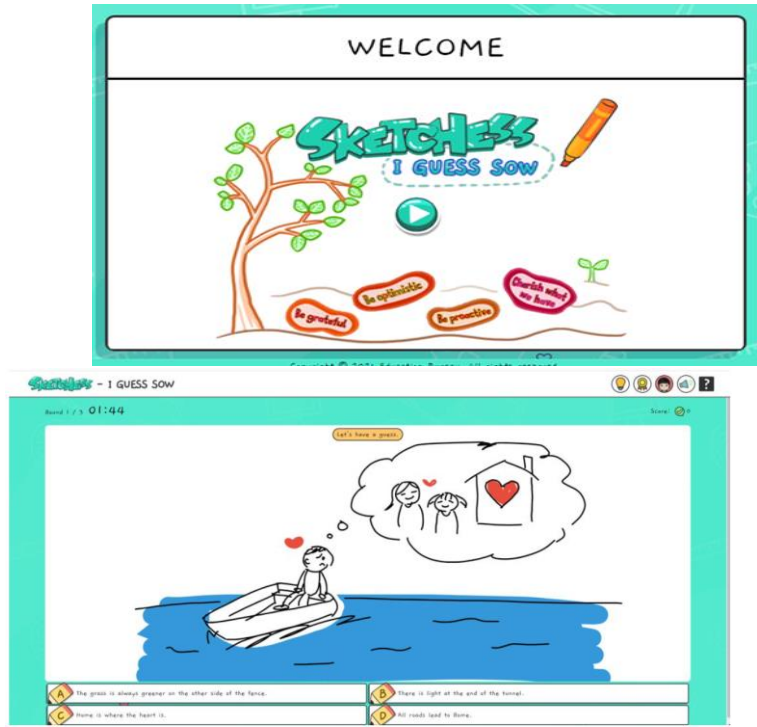 WELCOME
SKETCHESS
I GUESS SOW
Be optimistic
Cherish what
we have
Be grateful
Be proactive
SKETCHESS - I GUESS SOW
Round 1 / 5 01:44
Score: 0
Let's have a guess.
A The grass is always greener on the other side of the fence.
B There is light at the end of the tunnel.
C Home is where the heart is.
D All roads lead to Rome.